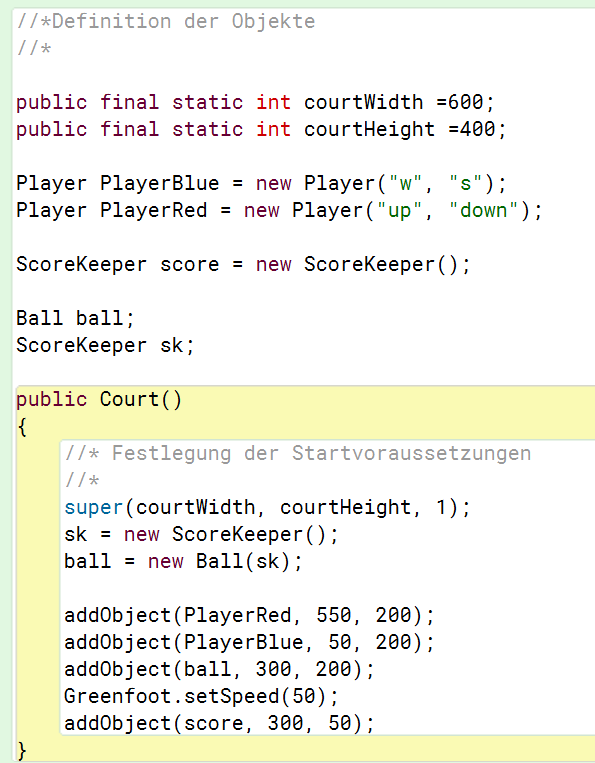 //*Definition der Objekte
//*
public final static int courtWidth =600;
public final static int courtHeight =400;
Player PlayerBlue = new Player("w", "s");
Player PlayerRed = new Player("up", "down");
ScoreKeeper score = new ScoreKeeper();
Ball ball;
ScoreKeeper sk;
public Court()
{
//* Festlegung der Startvoraussetzungen
//*
super(courtWidth, courtHeight, 1);
sk = new ScoreKeeper();
ball = new Ball(sk);
addObject(PlayerRed, 550, 200);
addObject(PlayerBlue, 50, 200);
addObject(ball, 300, 200);
Greenfoot.setSpeed(50);
addObject(score, 300, 50);
}